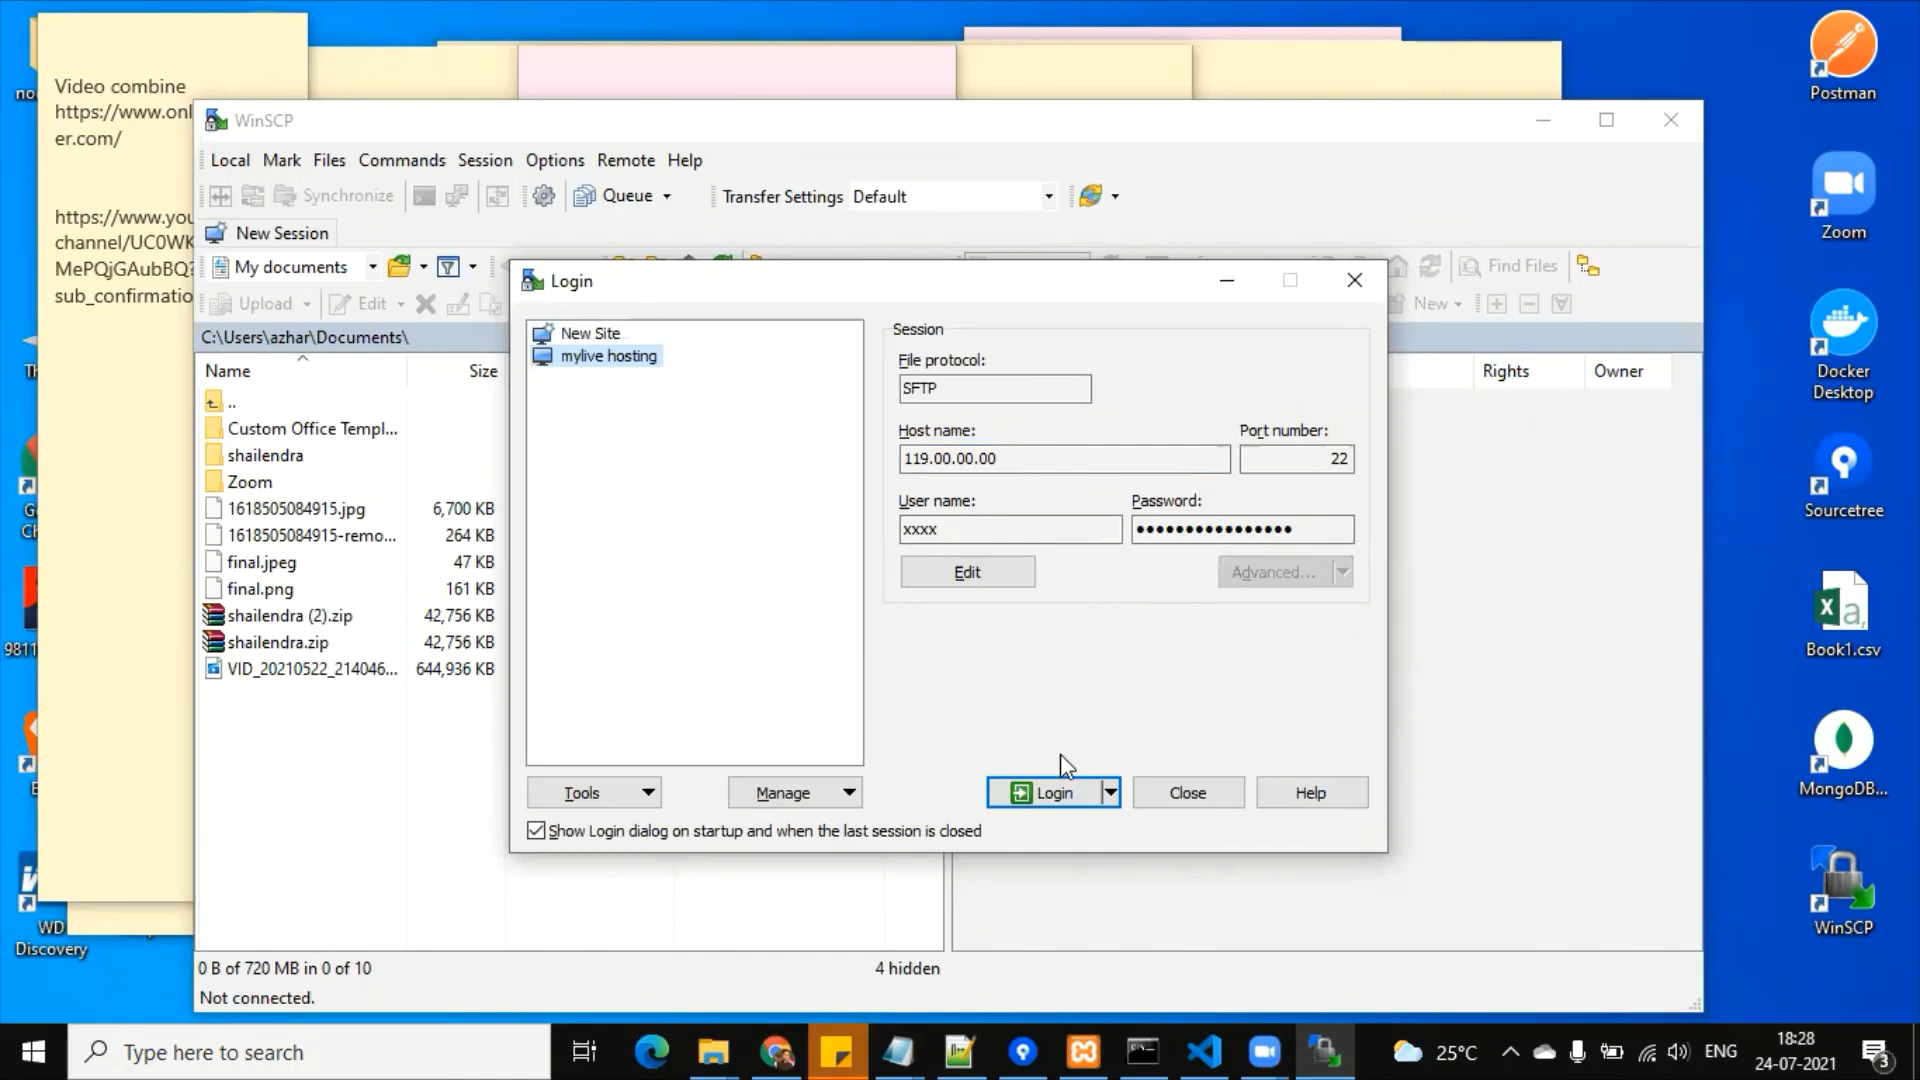 Video combine
https://www.onl
er.com/
https://www.you
channel/UC0WK
MePQjGAubBQ?
sub_confirmatio
WinSCP
Local Mark Files Commands Session Options Remote Help
Synchronize
Queue
Transfer Settings Default
New Session
My documents
Find Files
Upload
Edit
New
C:\Users\azhar\Documents\
Name Size
Rights Owner
..
Custom Office Templ...
shailendra
Zoom
1618505084915.jpg 6,700 KB
1618505084915-remo... 264 KB
final.jpeg 47 KB
final.png 161 KB
shailendra (2).zip 42,756 KB
shailendra.zip 42,756 KB
VID_20210522_214046... 644,936 KB
0 B of 720 MB in 0 of 10
4 hidden
Not connected.
Login
New Site
mylive hosting
Session
File protocol:
SFTP
Host name: Port number:
119.00.00.00 22
User name: Password:
xxxx ••••••••••••••••
Edit Advanced...
Tools Manage Login Close Help
Show Login dialog on startup and when the last session is closed
Postman
Zoom
Docker
Desktop
Sourcetree
Book1.csv
MongoDB...
WinSCP
9811
WD
Discovery
Type here to search
25°C
ENG
18:28
24-07-2021
3